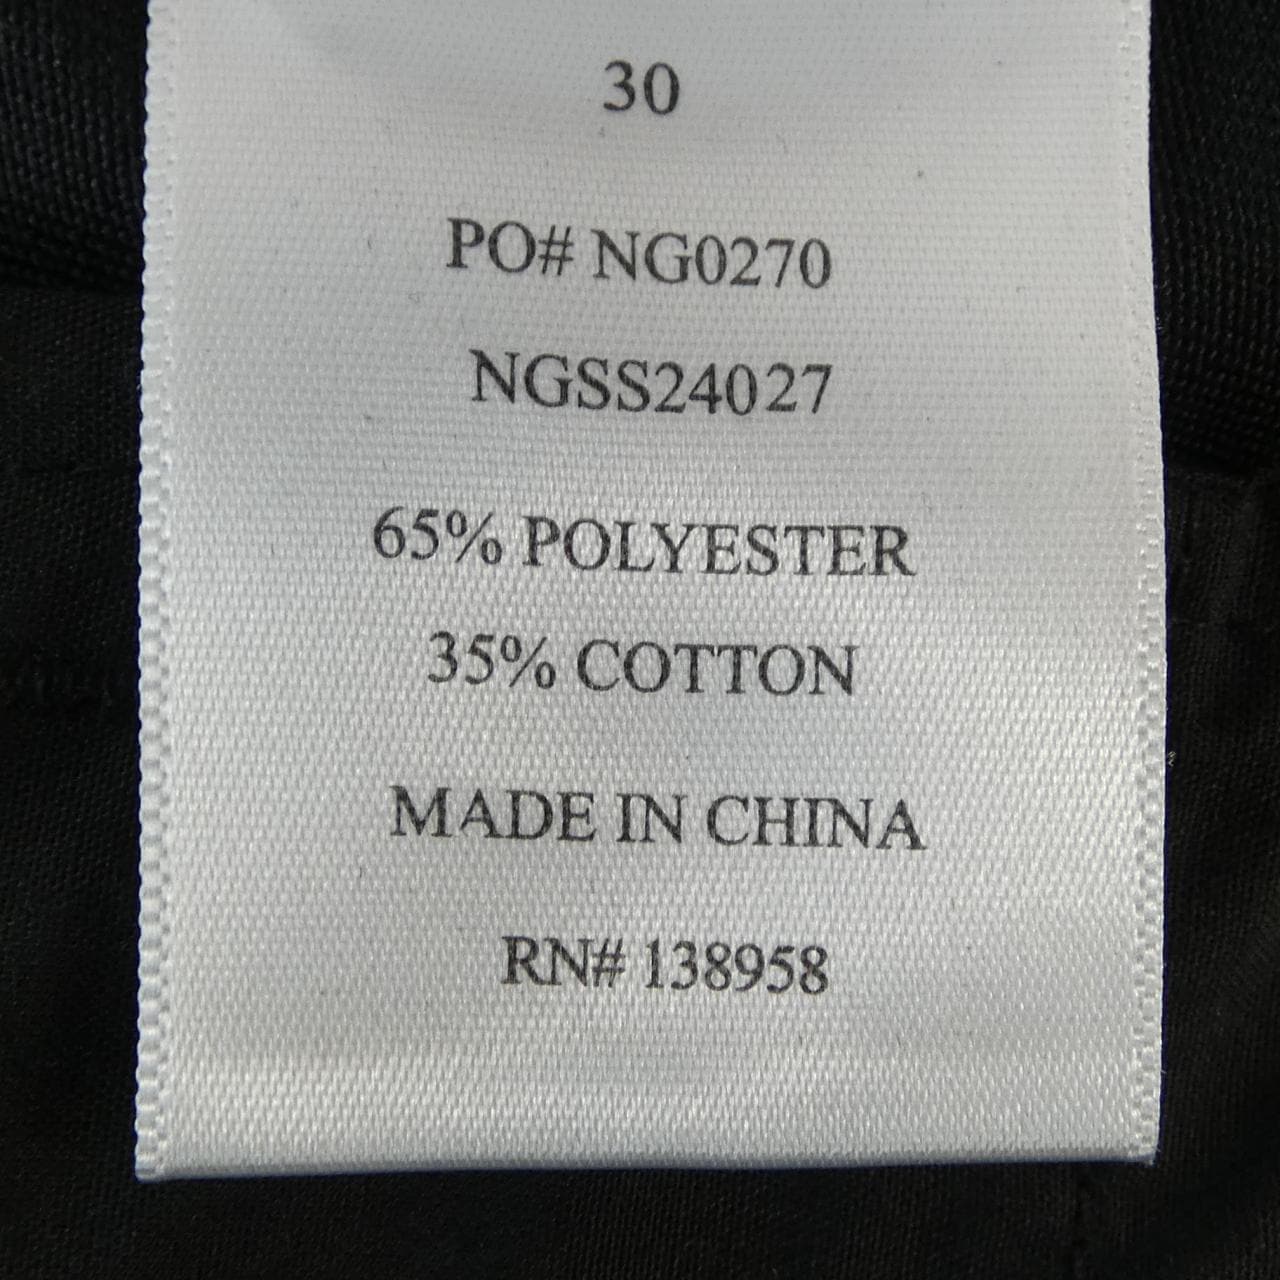 30
PO# NG0270
NGSS24027
65% POLYESTER
35% COTTON
MADE IN CHINA
RN# 138958